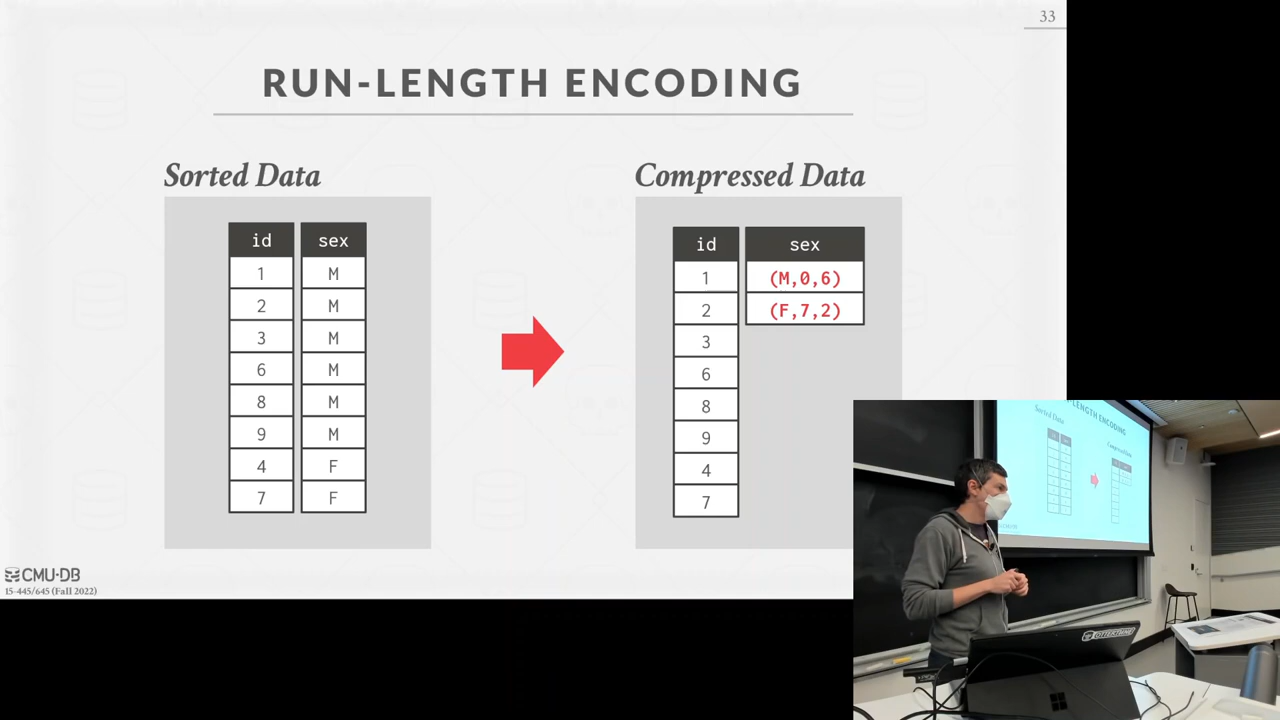 33
RUN-LENGTH ENCODING
Sorted Data
id sex
1 M
2 M
3 M
6 M
8 M
9 M
4 F
7 F
Compressed Data
id sex
1 (M,0,6)
2 (F,7,2)
3
6
8
9
4
7
CMU·DB
15-445/645 (Fall 2022)
Sorted Data